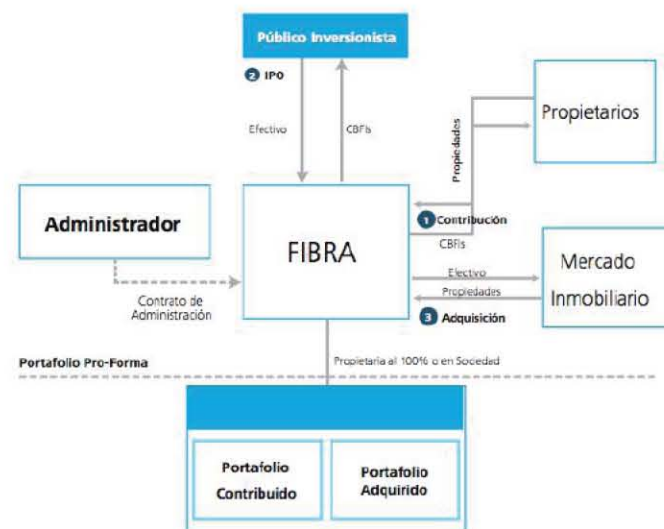 Público Inversionista
2 IPO
Efectivo
CBFIs
Propiedades
Propietarios
Administrador
1 Contribución
CBFIs
FIBRA
Efectivo
Propiedades
Mercado
Inmobiliario
Contrato de
Administración
3 Adquisición
Portafolio Pro-Forma
Propietaria al 100% o en Sociedad
Portafolio
Contribuido
Portafolio
Adquirido